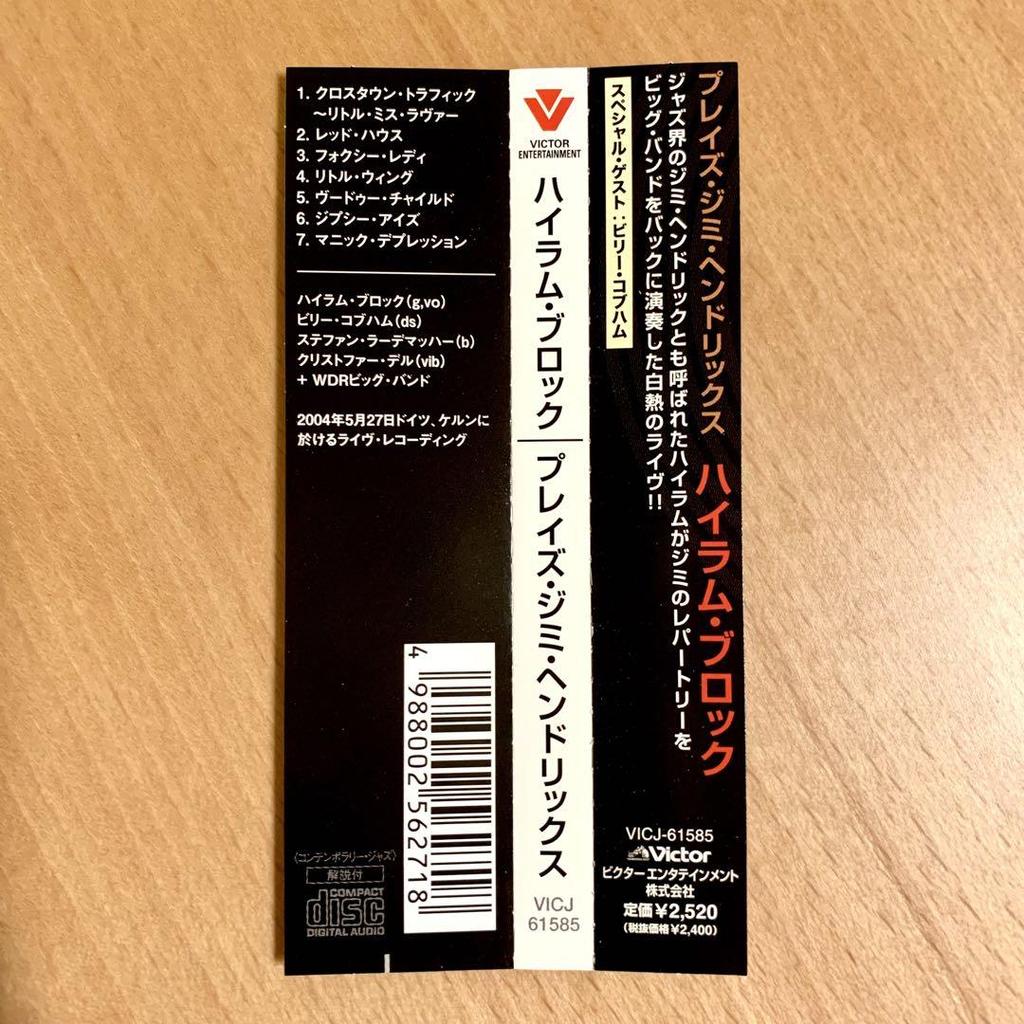 1. クロスタウン・トラフィック
～リトル・ミス・ラヴァー
2. レッド・ハウス
3. フォクシー・レディ
4. リトル・ウィング
5. ヴードゥー・チャイルド
6. ジプシー・アイズ
7. マニック・デプレッション
ハイラム・ブロック(g,vo)
ビリー・コブハム(ds)
ステファン・ラーデマッハー(b)
クリストファー・デル(vib)
+ WDRビッグ・バンド
2004年5月27日ドイツ、ケルンに
於けるライヴ・レコーディング
4 988002 562718
〈コンテンポラリー・ジャズ〉
解説付
COMPACT
disc
DIGITAL AUDIO
VICTOR
ENTERTAINMENT
ハイラム・ブロック
プレイズ・ジミ・ヘンドリックス
VICJ
61585
プレイズ・ジミ・ヘンドリックス ハイラム・ブロック
ジャズ界のジミ・ヘンドリックとも呼ばれたハイラムがジミのレパートリーを
ビッグ・バンドをバックに演奏した白熱のライヴ!!
スペシャル・ゲスト:ビリー・コブハム
VICJ-61585
Victor
ビクターエンタテインメント
株式会社
定価¥2,520
(税抜価格¥2,400)